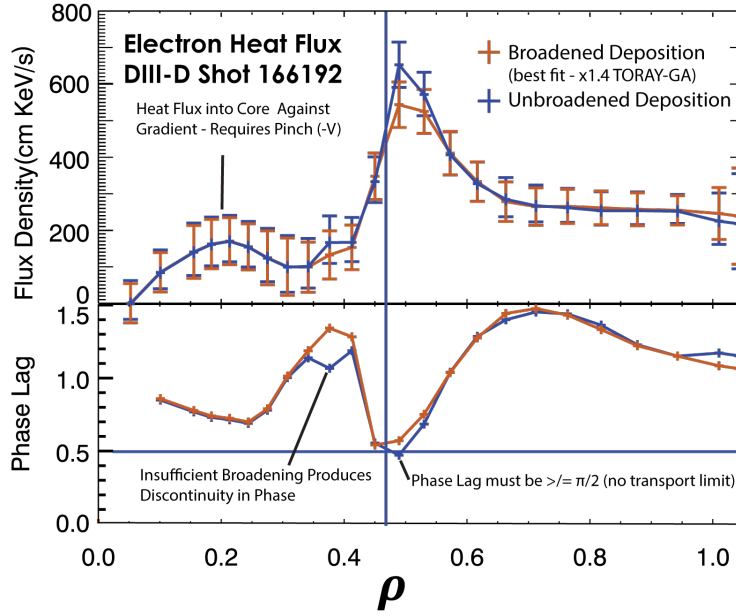 Electron Heat Flux
DIII-D Shot 166192
Heat Flux into Core Against
Gradient - Requires Pinch (-V)
Broadened Deposition
(best fit - x1.4 TORAY-GA)
Unbroadened Deposition
Flux Density(cm KeV/s)
800
600
400
200
0
Phase Lag
1.5
1.0
0.5
0.0
Insufficient Broadening Produces
Discontinuity in Phase
Phase Lag must be >/= π/2 (no transport limit)
0.0 0.2 0.4 0.6 0.8 1.0
ρ